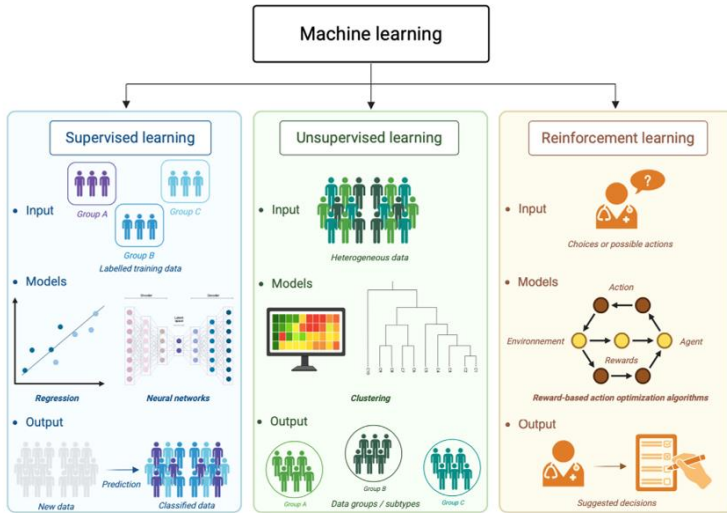 Machine learning
Supervised learning
Group A
Group C
Input
Group B
Labelled training data
Models
Regression
Neural networks
Output
Prediction
New data
Classified data
Unsupervised learning
Input
Heterogeneous data
Models
Clustering
Output
Group A
Group B
Group C
Data groups / subtypes
Reinforcement learning
?
Input
Choices or possible actions
Models
Action
Environnement
Agent
Rewards
Reward-based action optimization algorithms
Output
Suggested decisions